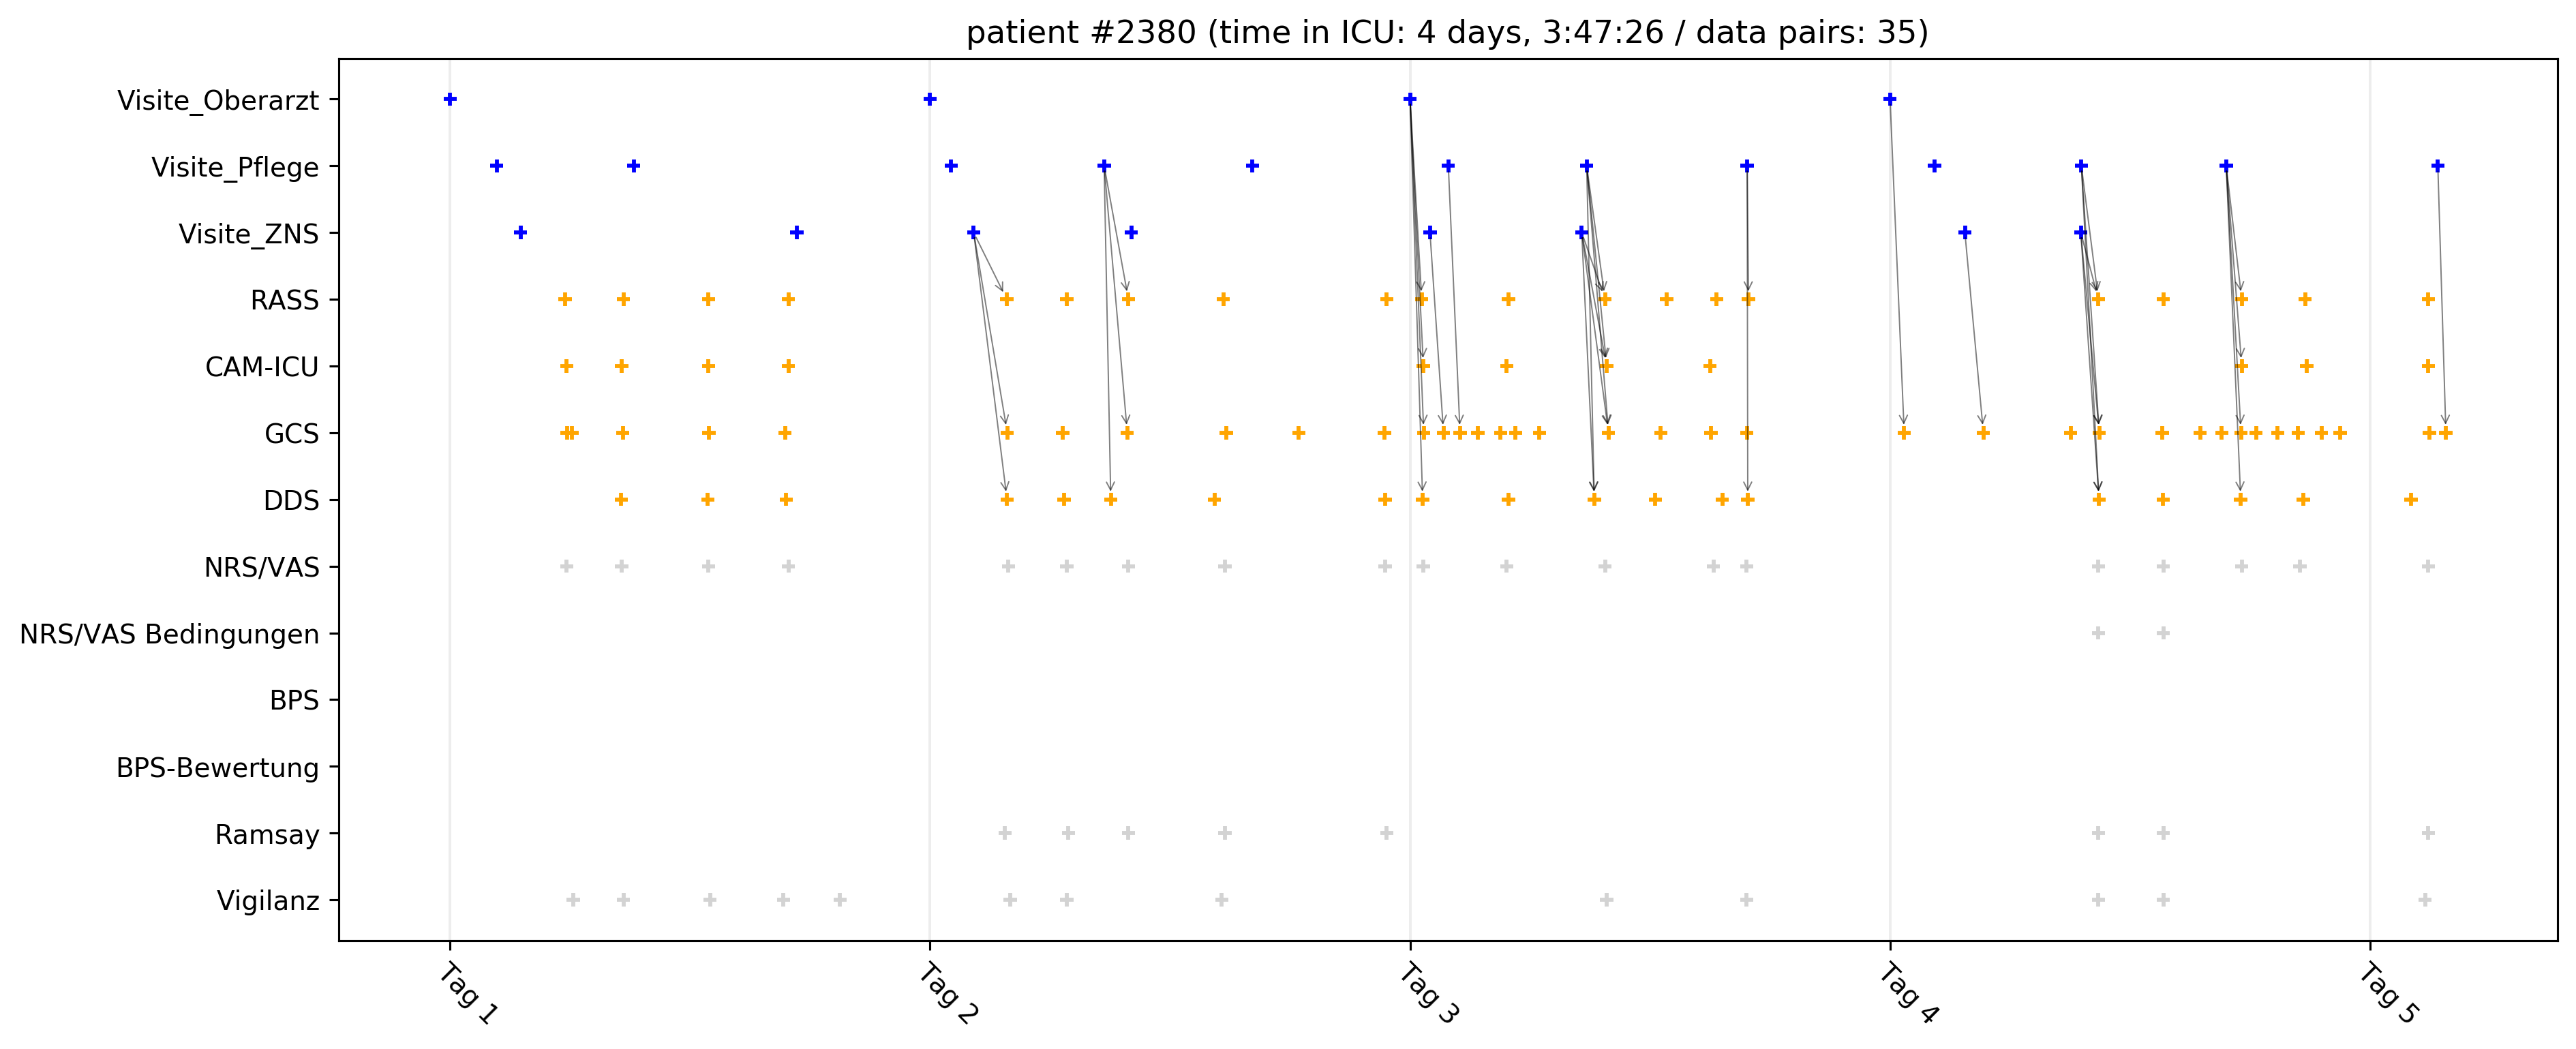 patient #2380 (time in ICU: 4 days, 3:47:26 / data pairs: 35)
Visite_Oberarzt
Visite_Pflege
Visite_ZNS
RASS
CAM-ICU
GCS
DDS
NRS/VAS
NRS/VAS Bedingungen
BPS
BPS-Bewertung
Ramsay
Vigilanz
Tag 1
Tag 2
Tag 3
Tag 4
Tag 5